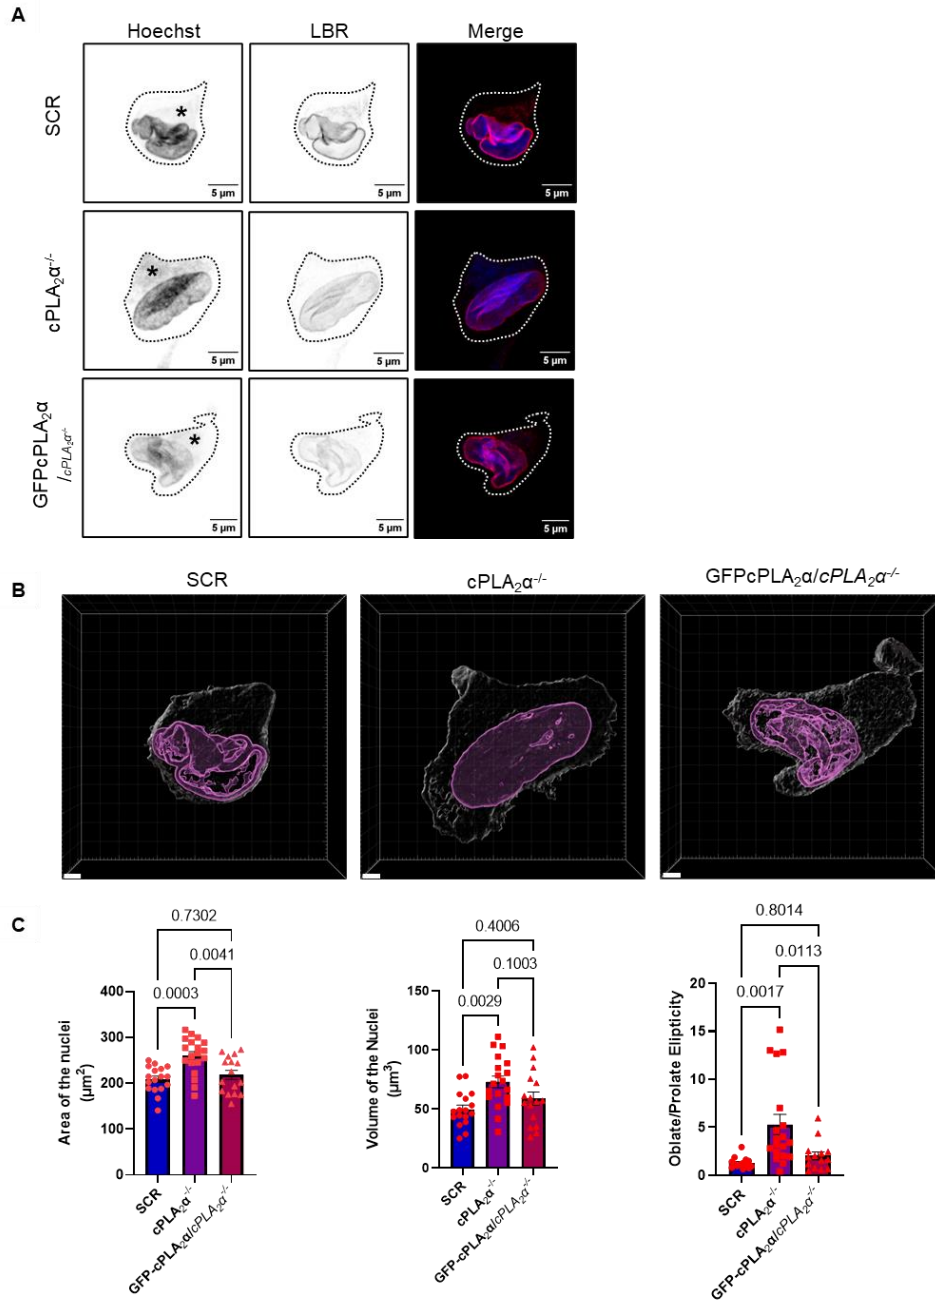 A
Hoechst LBR Merge
SCR
*
5 µm 5 µm 5 µm
cPLA₂α⁻/⁻
*
5 µm 5 µm 5 µm
GFPcPLA₂α
/cPLA₂α⁻/⁻
*
5 µm 5 µm 5 µm
B
SCR cPLA₂α⁻/⁻ GFPcPLA₂α/cPLA₂α⁻/⁻
C
0.7302
0.0041
0.0003
Area of the nuclei
(µm²)
400
300
200
100
0
SCR
cPLA₂α⁻/⁻
GFP-cPLA₂α/cPLA₂α⁻/⁻
0.4006
0.1003
0.0029
Volume of the Nuclei
(µm³)
150
100
50
0
SCR
cPLA₂α⁻/⁻
GFP-cPLA₂α/cPLA₂α⁻/⁻
0.8014
0.0113
0.0017
Oblate/Prolate Elipticity
20
15
10
5
0
SCR
cPLA₂α⁻/⁻
GFP-cPLA₂α/cPLA₂α⁻/⁻